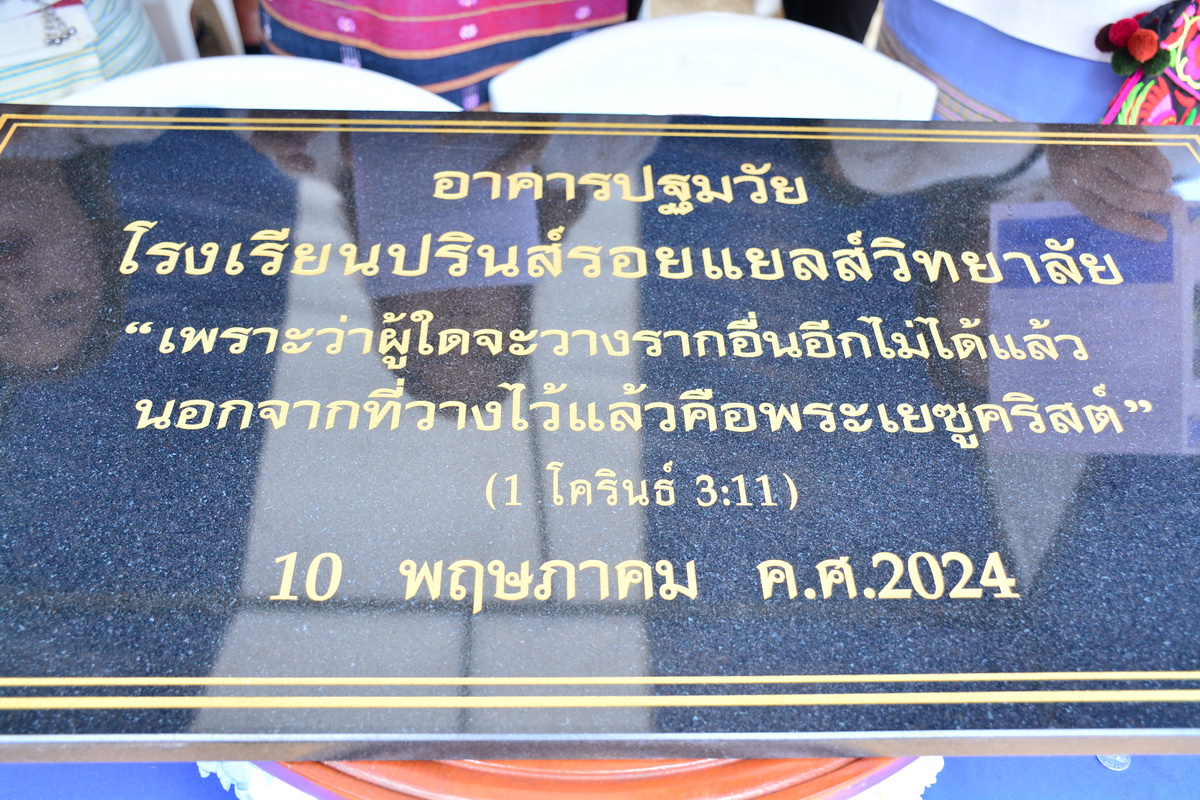 อาคารปฐมวัย
โรงเรียนปรินส์รอยแยลส์วิทยาลัย
“เพราะว่าผู้ใดจะวางรากอื่นอีกไม่ได้แล้ว
นอกจากที่วางไว้แล้วคือพระเยซูคริสต์”
(1 โครินธ์ 3:11)
10 พฤษภาคม ค.ศ.2024